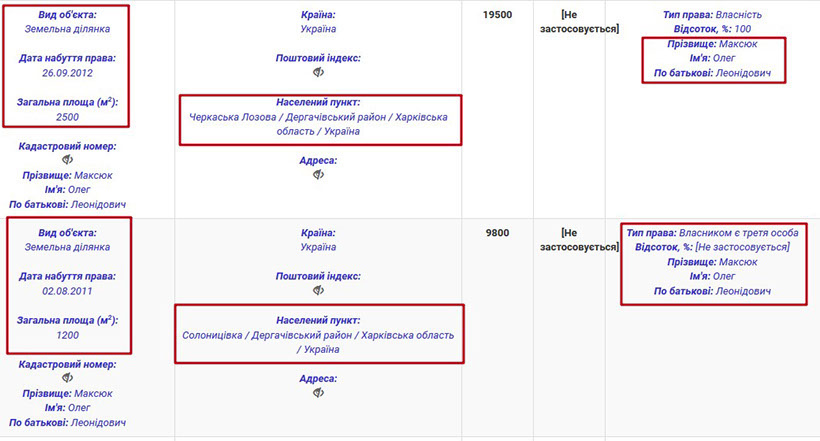 Вид об'єкта:
Земельна ділянка
Дата набуття права:
26.09.2012
Загальна площа (м²):
2500
Кадастровий номер:
Прізвище: Максюк
Ім'я: Олег
По батькові: Леонідович
Країна:
Україна
Поштовий індекс:
Населений пункт:
Черкаська Лозова / Дергачівський район / Харківська
область / Україна
Адреса:
19500
[Не
застосовується]
Тип права: Власність
Відсоток, %: 100
Прізвище: Максюк
Ім'я: Олег
По батькові: Леонідович
Вид об'єкта:
Земельна ділянка
Дата набуття права:
02.08.2011
Загальна площа (м²):
1200
Кадастровий номер:
Прізвище: Максюк
Ім'я: Олег
По батькові: Леонідович
Країна:
Україна
Поштовий індекс:
Населений пункт:
Солоницівка / Дергачівський район / Харківська область
/ Україна
Адреса:
9800
[Не
застосовується]
Тип права: Власником є третя особа
Відсоток, %: [Не застосовується]
Прізвище: Максюк
Ім'я: Олег
По батькові: Леонідович